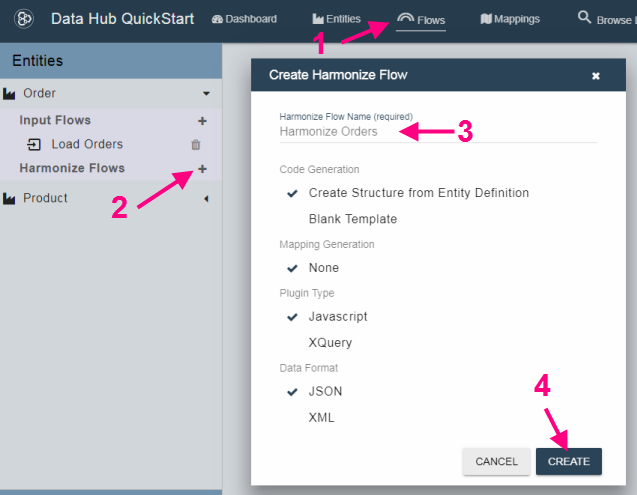 Data Hub QuickStart
Dashboard
Entities
Flows
Mappings
Browse
1
Entities
Order
Input Flows +
Load Orders
Harmonize Flows +
2
Product
Create Harmonize Flow ×
Harmonize Flow Name (required)
Harmonize Orders
3
Code Generation
Create Structure from Entity Definition
Blank Template
Mapping Generation
None
Plugin Type
Javascript
XQuery
Data Format
JSON
XML
4
CANCEL
CREATE